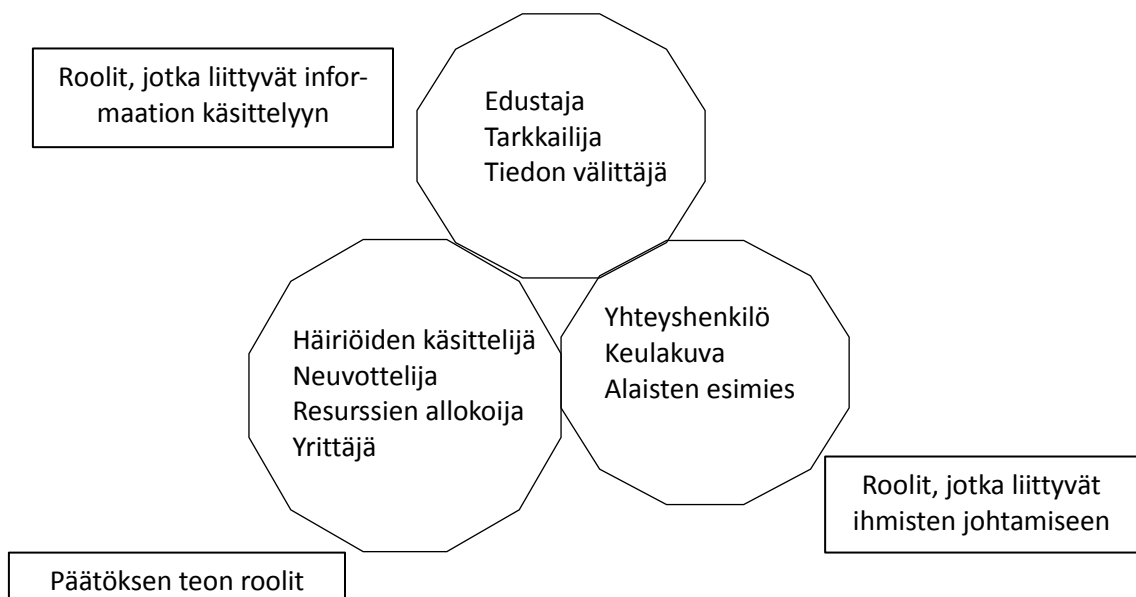 Roolit, jotka liittyvät infor-
maation käsittelyyn
Edustaja
Tarkkailija
Tiedon välittäjä
Häiriöiden käsittelijä
Neuvottelija
Resurssien allokoija
Yrittäjä
Yhteyshenkilö
Keulakuva
Alaisten esimies
Roolit, jotka liittyvät
ihmisten johtamiseen
Päätöksen teon roolit